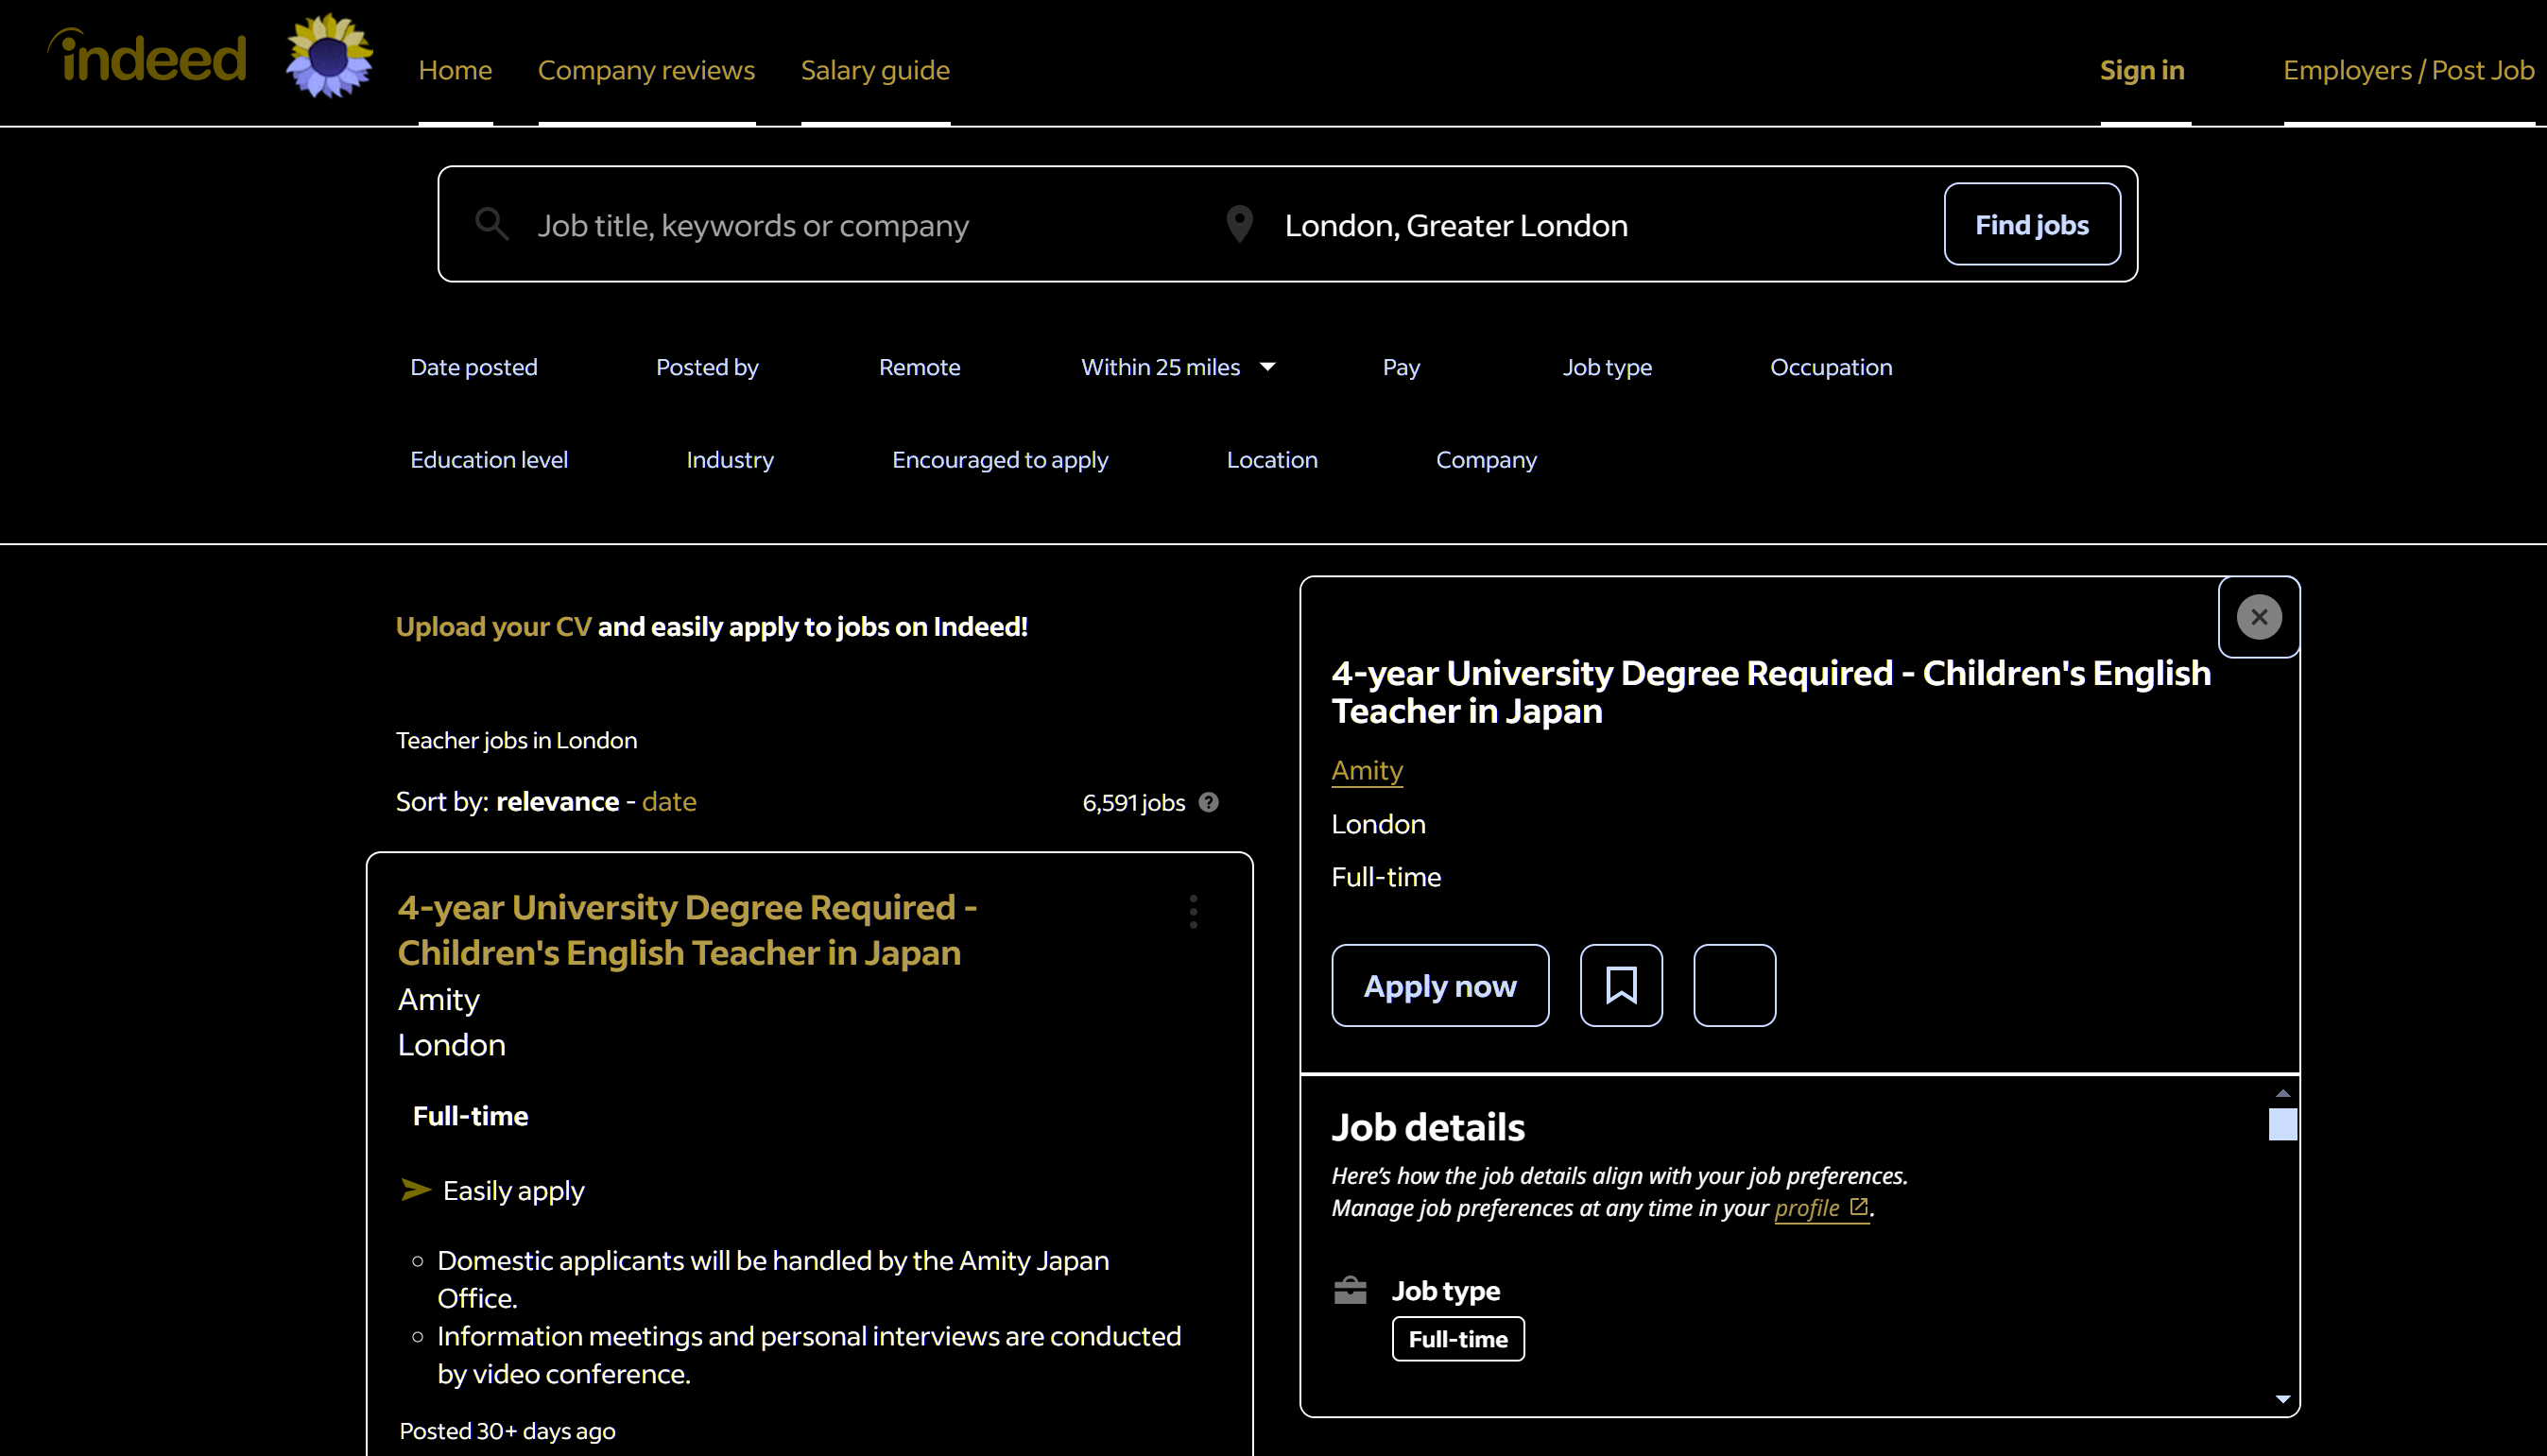 indeed
Home
Company reviews
Salary guide
Sign in
Employers / Post Job
Job title, keywords or company
London, Greater London
Find jobs
Date posted
Posted by
Remote
Within 25 miles
Pay
Job type
Occupation
Education level
Industry
Encouraged to apply
Location
Company
Upload your CV and easily apply to jobs on Indeed!
Teacher jobs in London
Sort by: relevance - date
6,591 jobs
4-year University Degree Required -
Children's English Teacher in Japan
Amity
London
Full-time
Easily apply
Domestic applicants will be handled by the Amity Japan
Office.
Information meetings and personal interviews are conducted
by video conference.
Posted 30+ days ago
4-year University Degree Required - Children's English
Teacher in Japan
Amity
London
Full-time
Apply now
Job details
Here’s how the job details align with your job preferences.
Manage job preferences at any time in your profile.
Job type
Full-time